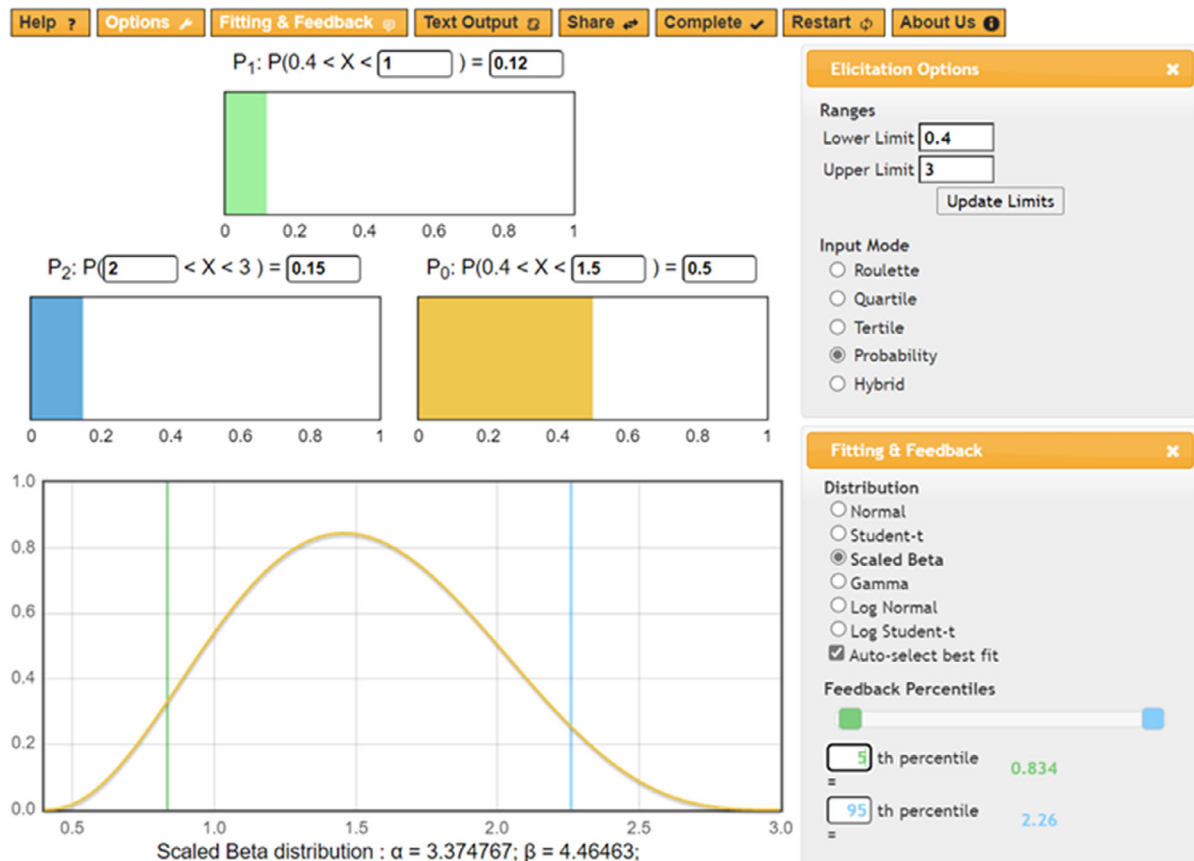 Help ? Options Fitting & Feedback Text Output Share Complete Restart About Us
P1: P(0.4 < X < 1 ) = 0.12
0 0.2 0.4 0.6 0.8 1
P2: P( 2 < X < 3 ) = 0.15
0 0.2 0.4 0.6 0.8 1
P0: P(0.4 < X < 1.5 ) = 0.5
0 0.2 0.4 0.6 0.8 1
1.0
0.8
0.6
0.4
0.2
0.0
0.5 1.0 1.5 2.0 2.5 3.0
Scaled Beta distribution : α = 3.374767; β = 4.46463;
Elicitation Options
Ranges
Lower Limit 0.4
Upper Limit 3
Update Limits
Input Mode
Roulette
Quartile
Tertile
Probability
Hybrid
Fitting & Feedback
Distribution
Normal
Student-t
Scaled Beta
Gamma
Log Normal
Log Student-t
Auto-select best fit
Feedback Percentiles
5 th percentile 0.834
=
95 th percentile 2.26
=